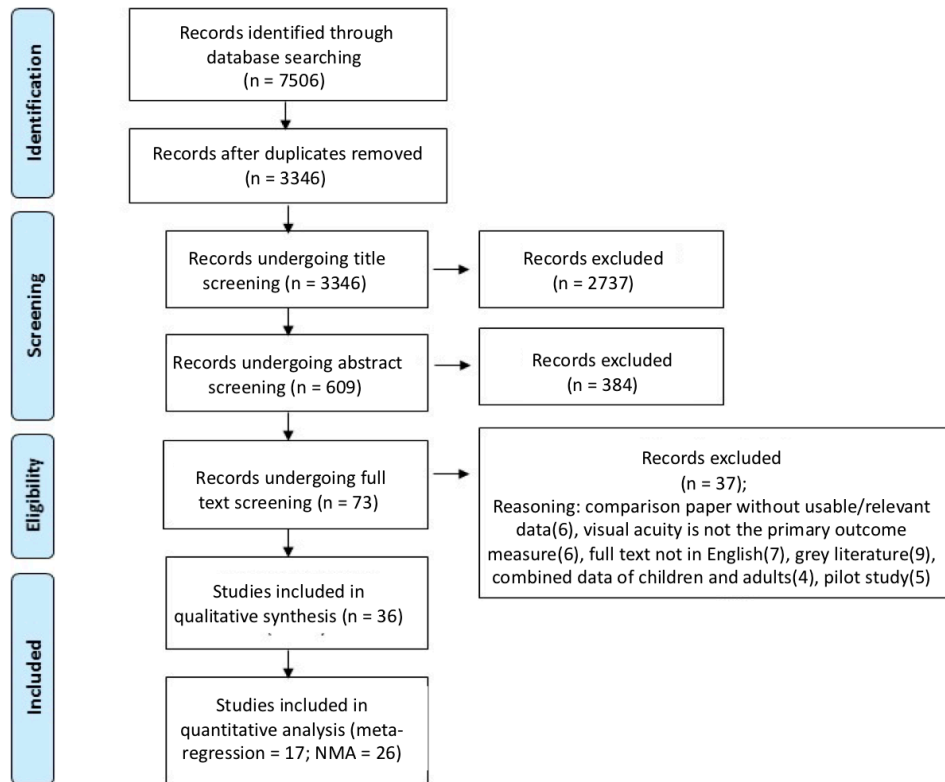 Identification
Records identified through
database searching
(n = 7506)
Records after duplicates removed
(n = 3346)
Screening
Records undergoing title
screening (n = 3346)
Records excluded
(n = 2737)
Records undergoing abstract
screening (n = 609)
Records excluded
(n = 384)
Eligibility
Records undergoing full
text screening (n = 73)
Records excluded
(n = 37);
Reasoning: comparison paper without usable/relevant
data(6), visual acuity is not the primary outcome
measure(6), full text not in English(7), grey literature(9),
combined data of children and adults(4), pilot study(5)
Included
Studies included in
qualitative synthesis (n = 36)
Studies included in
quantitative analysis (meta-
regression = 17; NMA = 26)